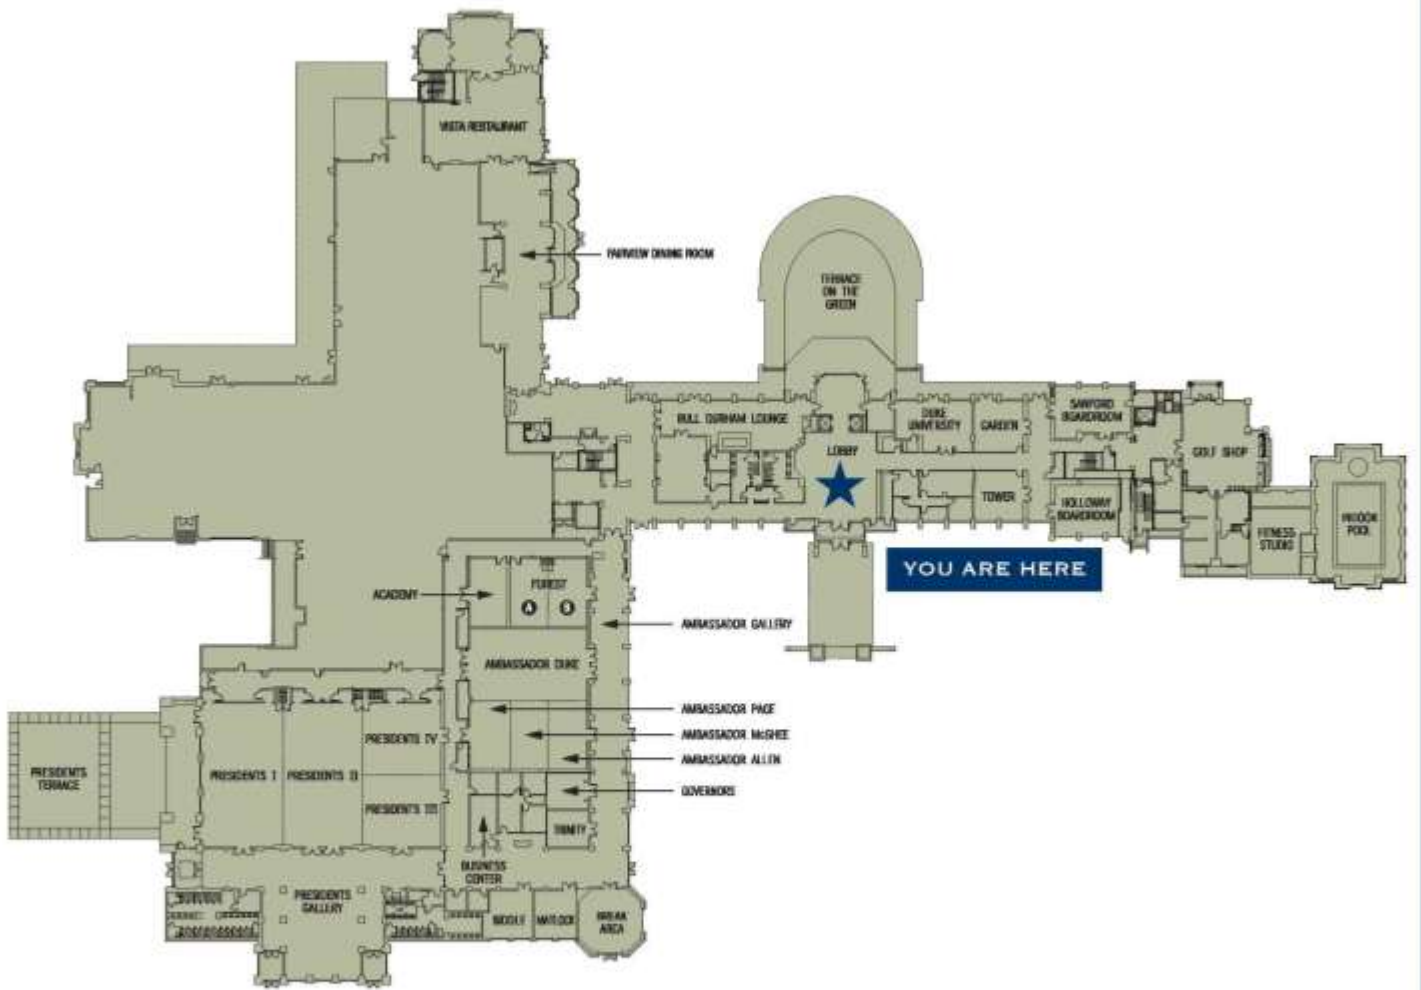 VISTA RESTAURANT
FAIRVIEW DINING ROOM
TERRACE
ON THE
GREEN
BULL DURHAM LOUNGE
LOBBY
DUKE
UNIVERSITY
GARDEN
SANFORD
BOARDROOM
GOLF SHOP
TOWER
HOLLOWAY
BOARDROOM
FITNESS
STUDIO
INDOOR
POOL
YOU ARE HERE
ACADEMY
FOREST
A
B
AMBASSADOR GALLERY
AMBASSADOR DUKE
AMBASSADOR PAGE
AMBASSADOR McGHEE
AMBASSADOR ALLEN
GOVERNORS
TRINITY
BUSINESS
CENTER
PRESIDENTS
TERRACE
PRESIDENTS I
PRESIDENTS II
PRESIDENTS IV
PRESIDENTS III
PRESIDENTS
GALLERY
BIDDLE
MATLOCK
BREAK
AREA